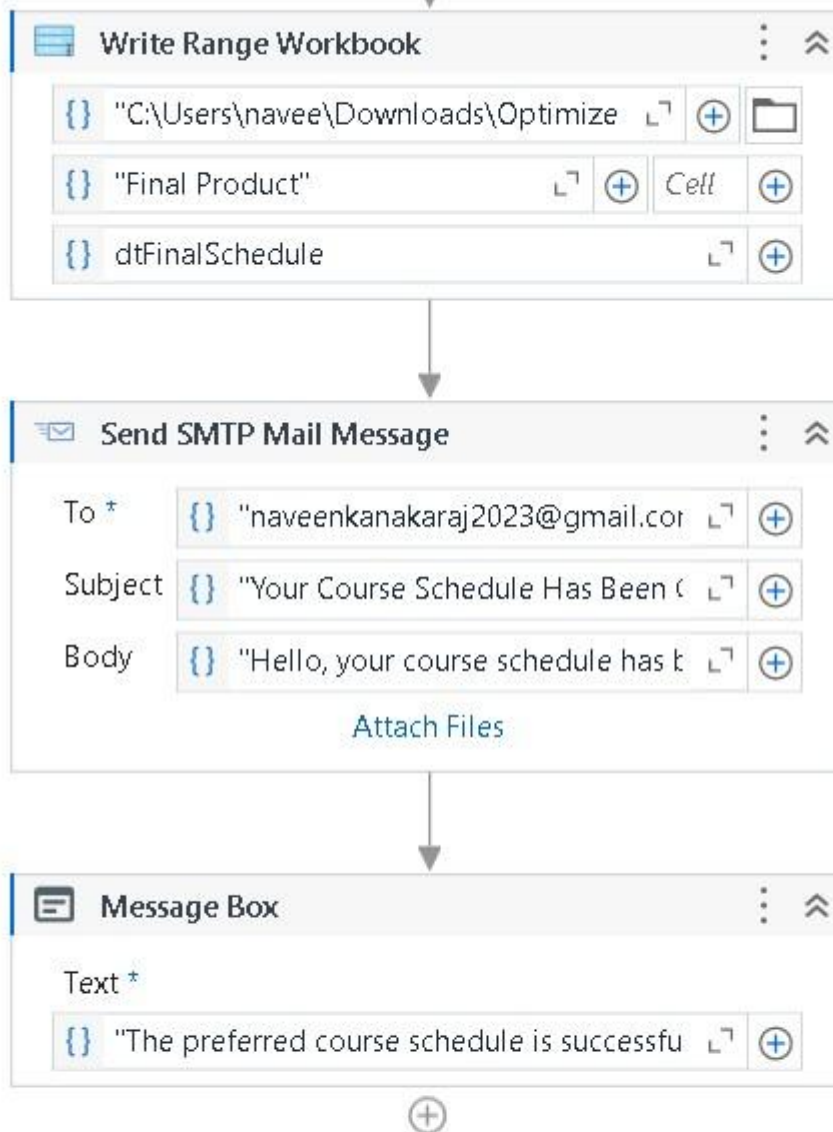 Write Range Workbook
{} "C:\Users\navee\Downloads\Optimize
{} "Final Product" Cell
{} dtFinalSchedule
Send SMTP Mail Message
To * {} "naveenkanakaraj2023@gmail.cor
Subject {} "Your Course Schedule Has Been (
Body {} "Hello, your course schedule has b
Attach Files
Message Box
Text *
{} "The preferred course schedule is successfu